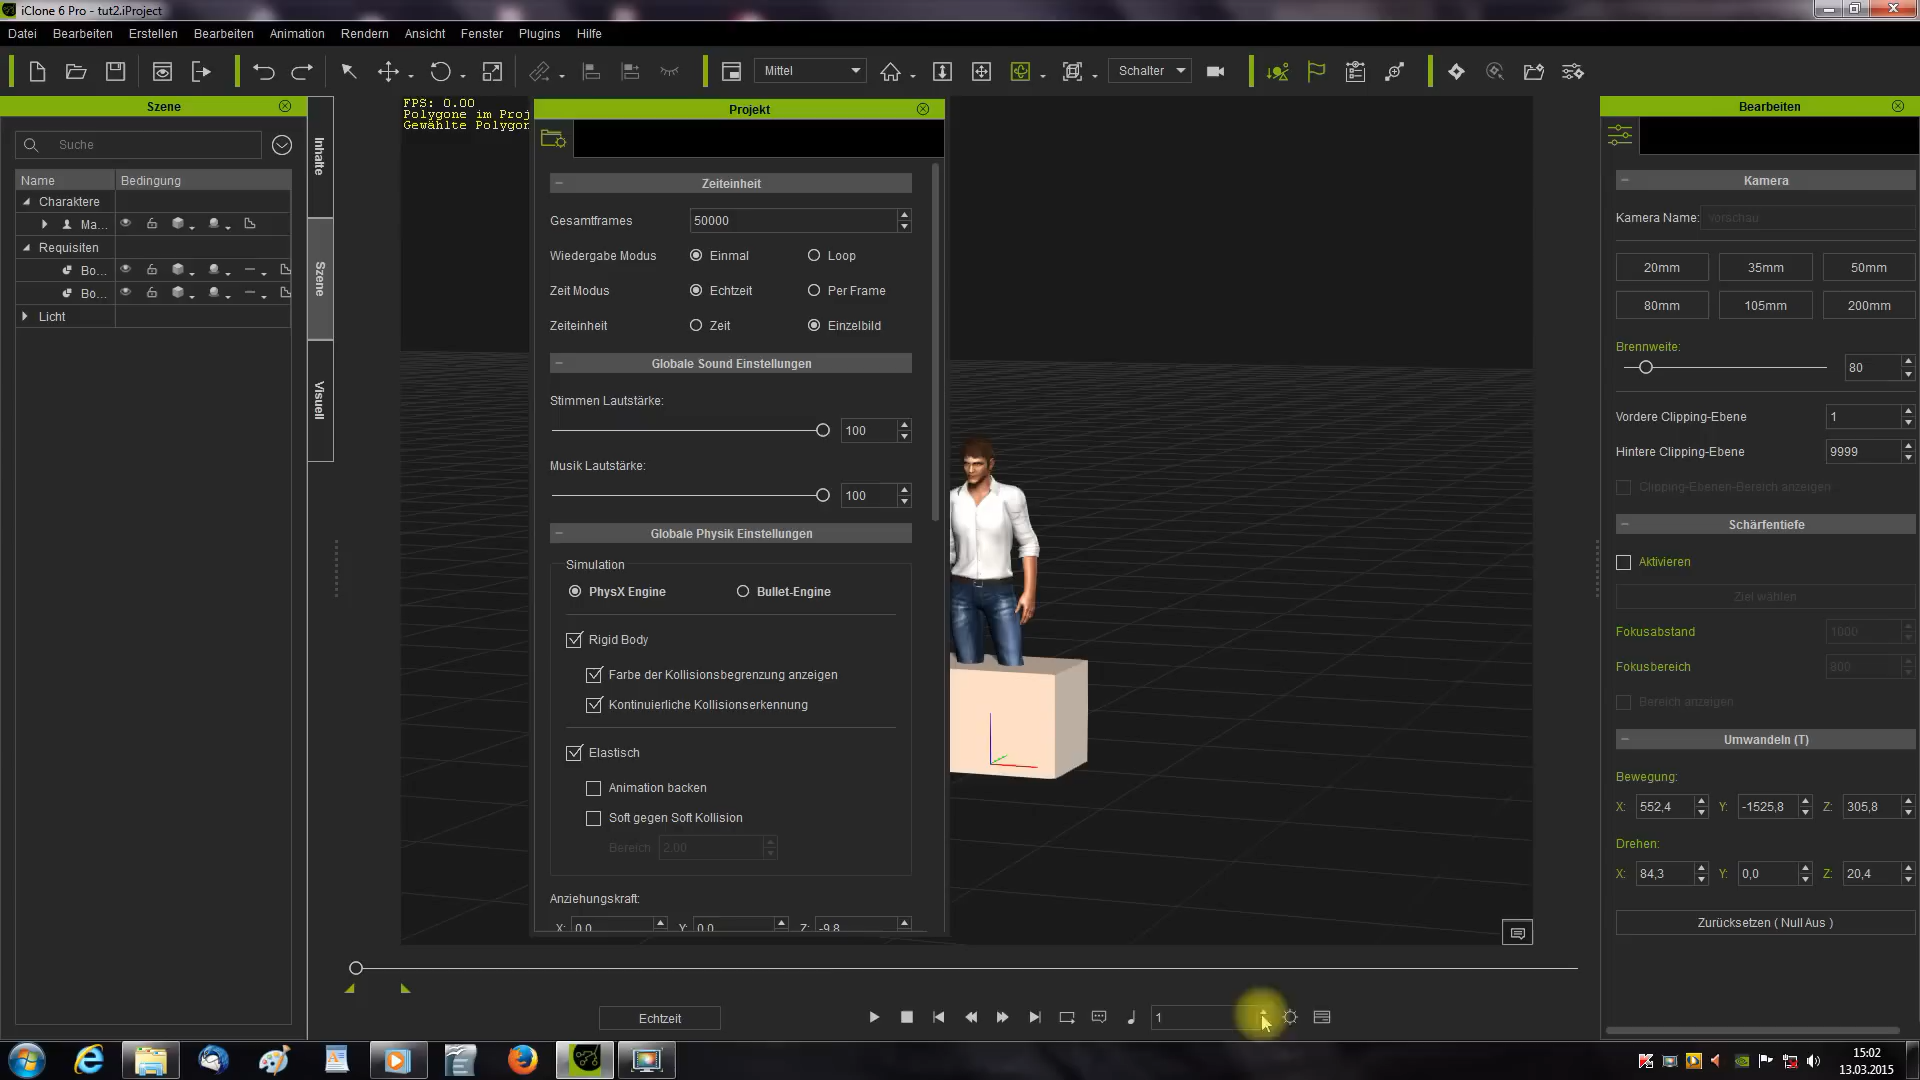 iClone 6 Pro - tut2.iProject
Datei Bearbeiten Erstellen Bearbeiten Animation Rendern Ansicht Fenster Plugins Hilfe
Mittel
Schalter
Szene
Suche
Name Bedingung
Charaktere
Ma...
Requisiten
Bo...
Bo...
Licht
Inhalte
Szene
Visuell
FPS: 0.00
Polygone im Proj
Gewählte Polygon
Projekt
Zeiteinheit
Gesamtframes 50000
Wiedergabe Modus Einmal Loop
Zeit Modus Echtzeit Per Frame
Zeiteinheit Zeit Einzelbild
Globale Sound Einstellungen
Stimmen Lautstärke:
100
Musik Lautstärke:
100
Globale Physik Einstellungen
Simulation
PhysX Engine Bullet-Engine
Rigid Body
Farbe der Kollisionsbegrenzung anzeigen
Kontinuierliche Kollisionserkennung
Elastisch
Animation backen
Soft gegen Soft Kollision
Bereich 2.00
Anziehungskraft:
X: 0.0 Y: 0.0 Z: -9.8
Bearbeiten
Kamera
Kamera Name: Vorschau
20mm 35mm 50mm
80mm 105mm 200mm
Brennweite:
80
Vordere Clipping-Ebene 1
Hintere Clipping-Ebene 9999
Clipping-Ebenen-Bereich anzeigen
Schärfentiefe
Aktivieren
Ziel wählen
Fokusabstand 1000
Fokusbereich 800
Bereich anzeigen
Umwandeln (T)
Bewegung:
X: 552,4 Y: -1525,8 Z: 305,8
Drehen:
X: 84,3 Y: 0,0 Z: 20,4
Zurücksetzen ( Null Aus )
Echtzeit
1
15:02
13.03.2015